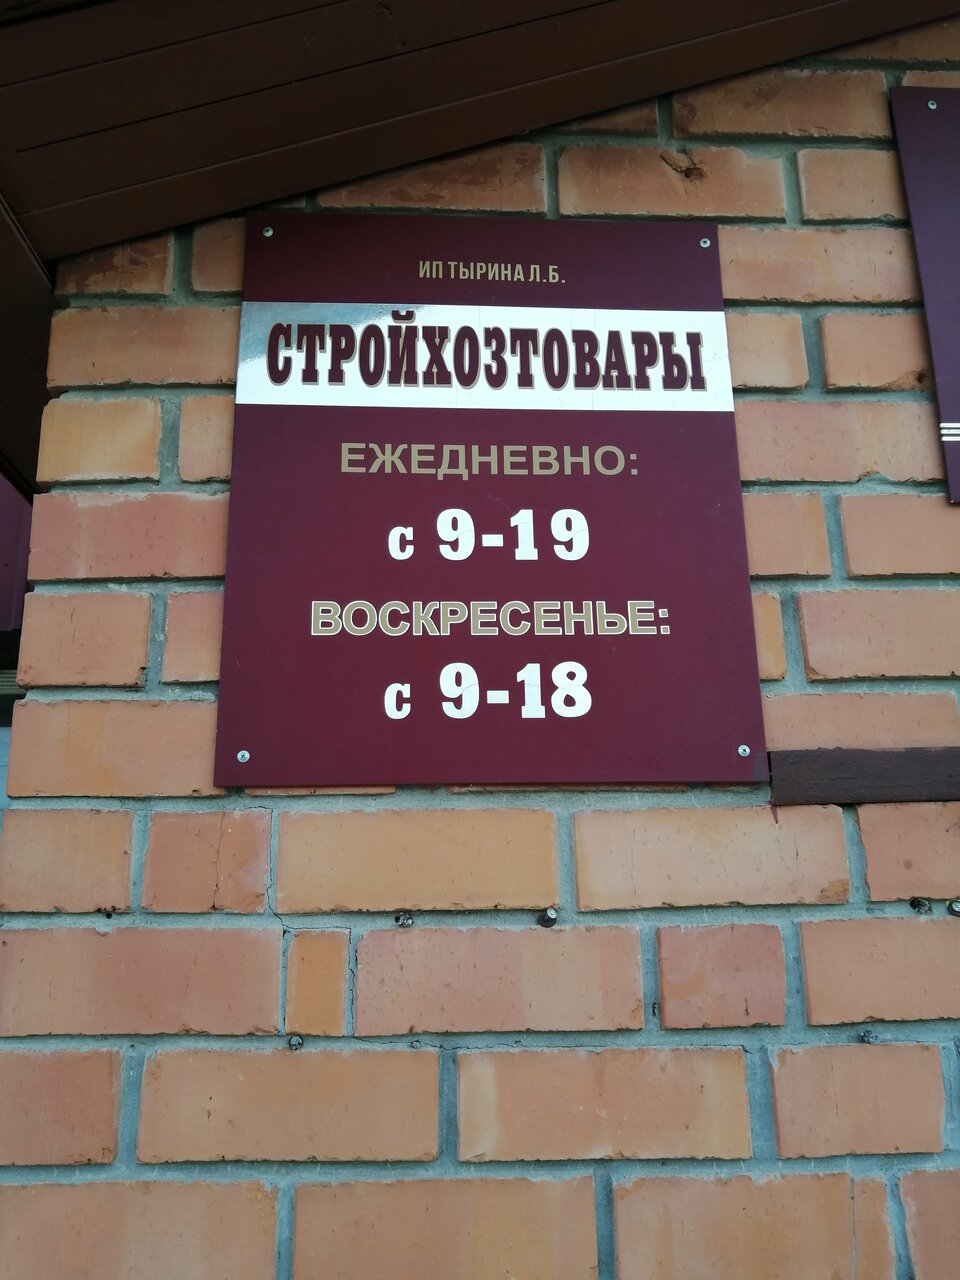 ИП ТЫРИНА Л.Б.
СТРОЙХОЗТОВАРЫ
ЕЖЕДНЕВНО:
с 9-19
ВОСКРЕСЕНЬЕ:
с 9-18